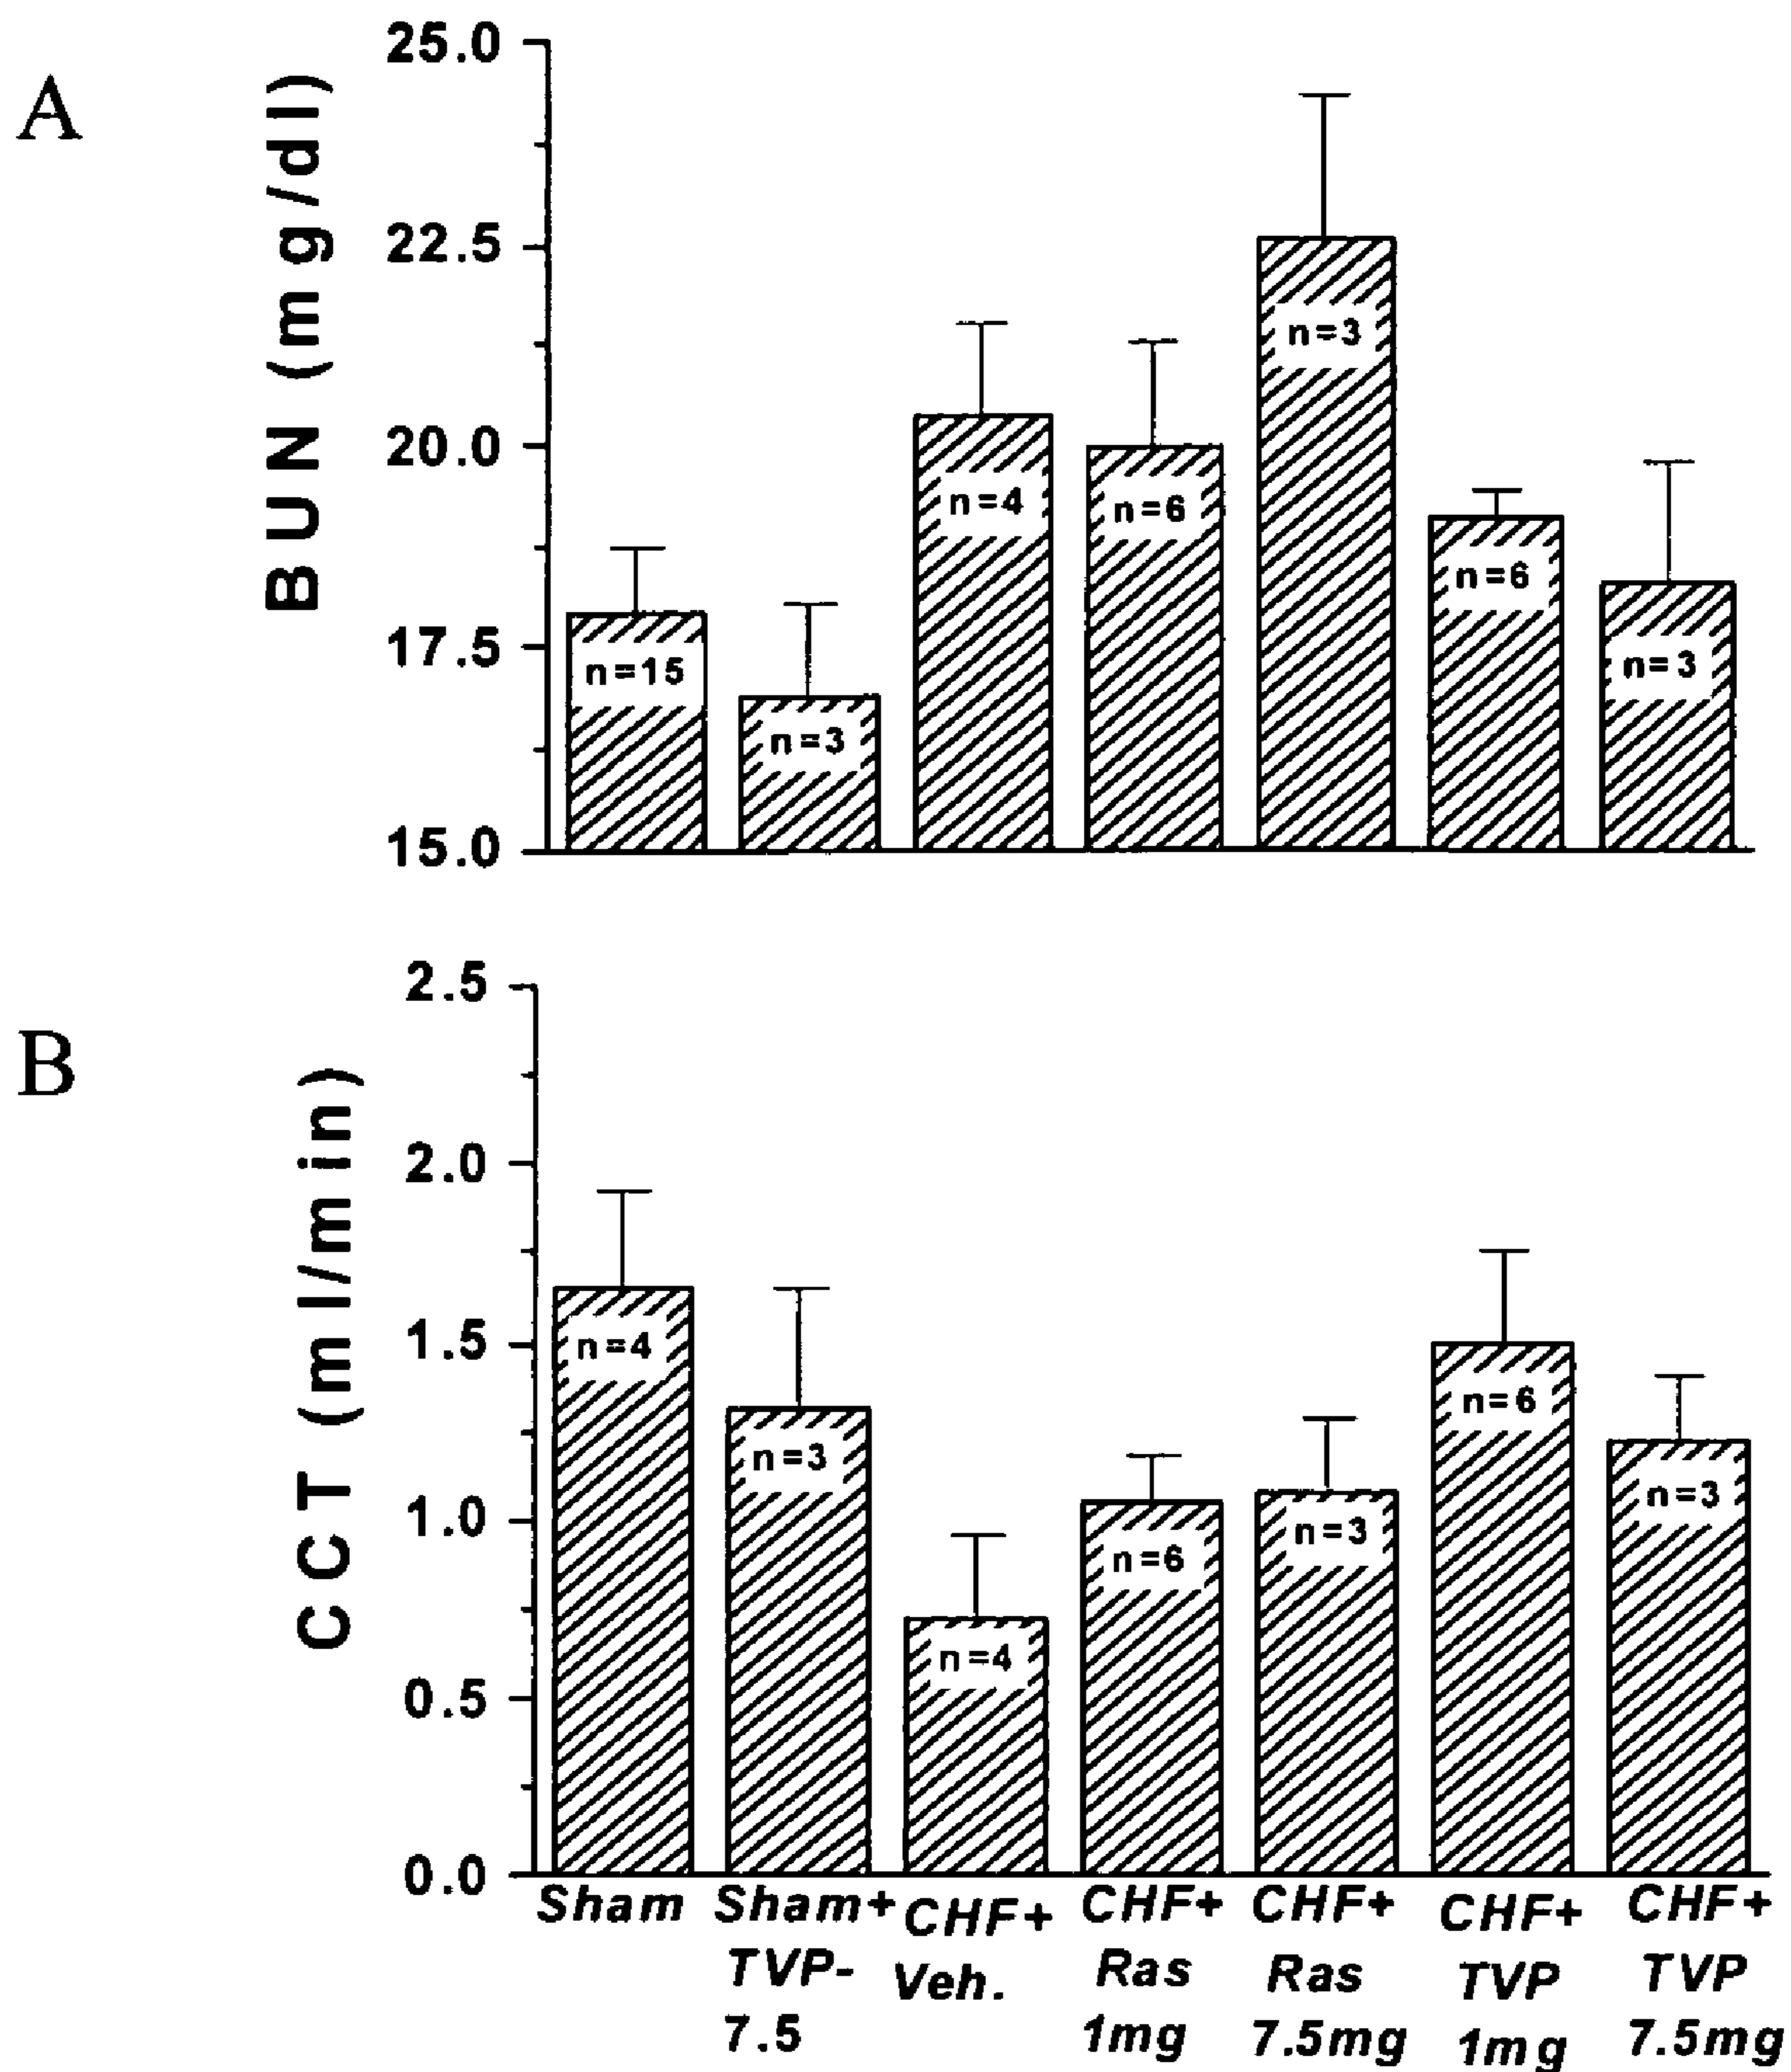 A
BUN (mg/dl)
25.0
22.5
20.0
17.5
15.0
n=15
n=3
n=4
n=6
n=3
n=6
n=3
B
CCT (ml/min)
2.5
2.0
1.5
1.0
0.5
0.0
n=4
n=3
n=4
n=6
n=3
n=6
n=3
Sham
Sham+
TVP-
7.5
CHF+
Veh.
CHF+
Ras
1mg
CHF+
Ras
7.5mg
CHF+
TVP
1mg
CHF+
TVP
7.5mg